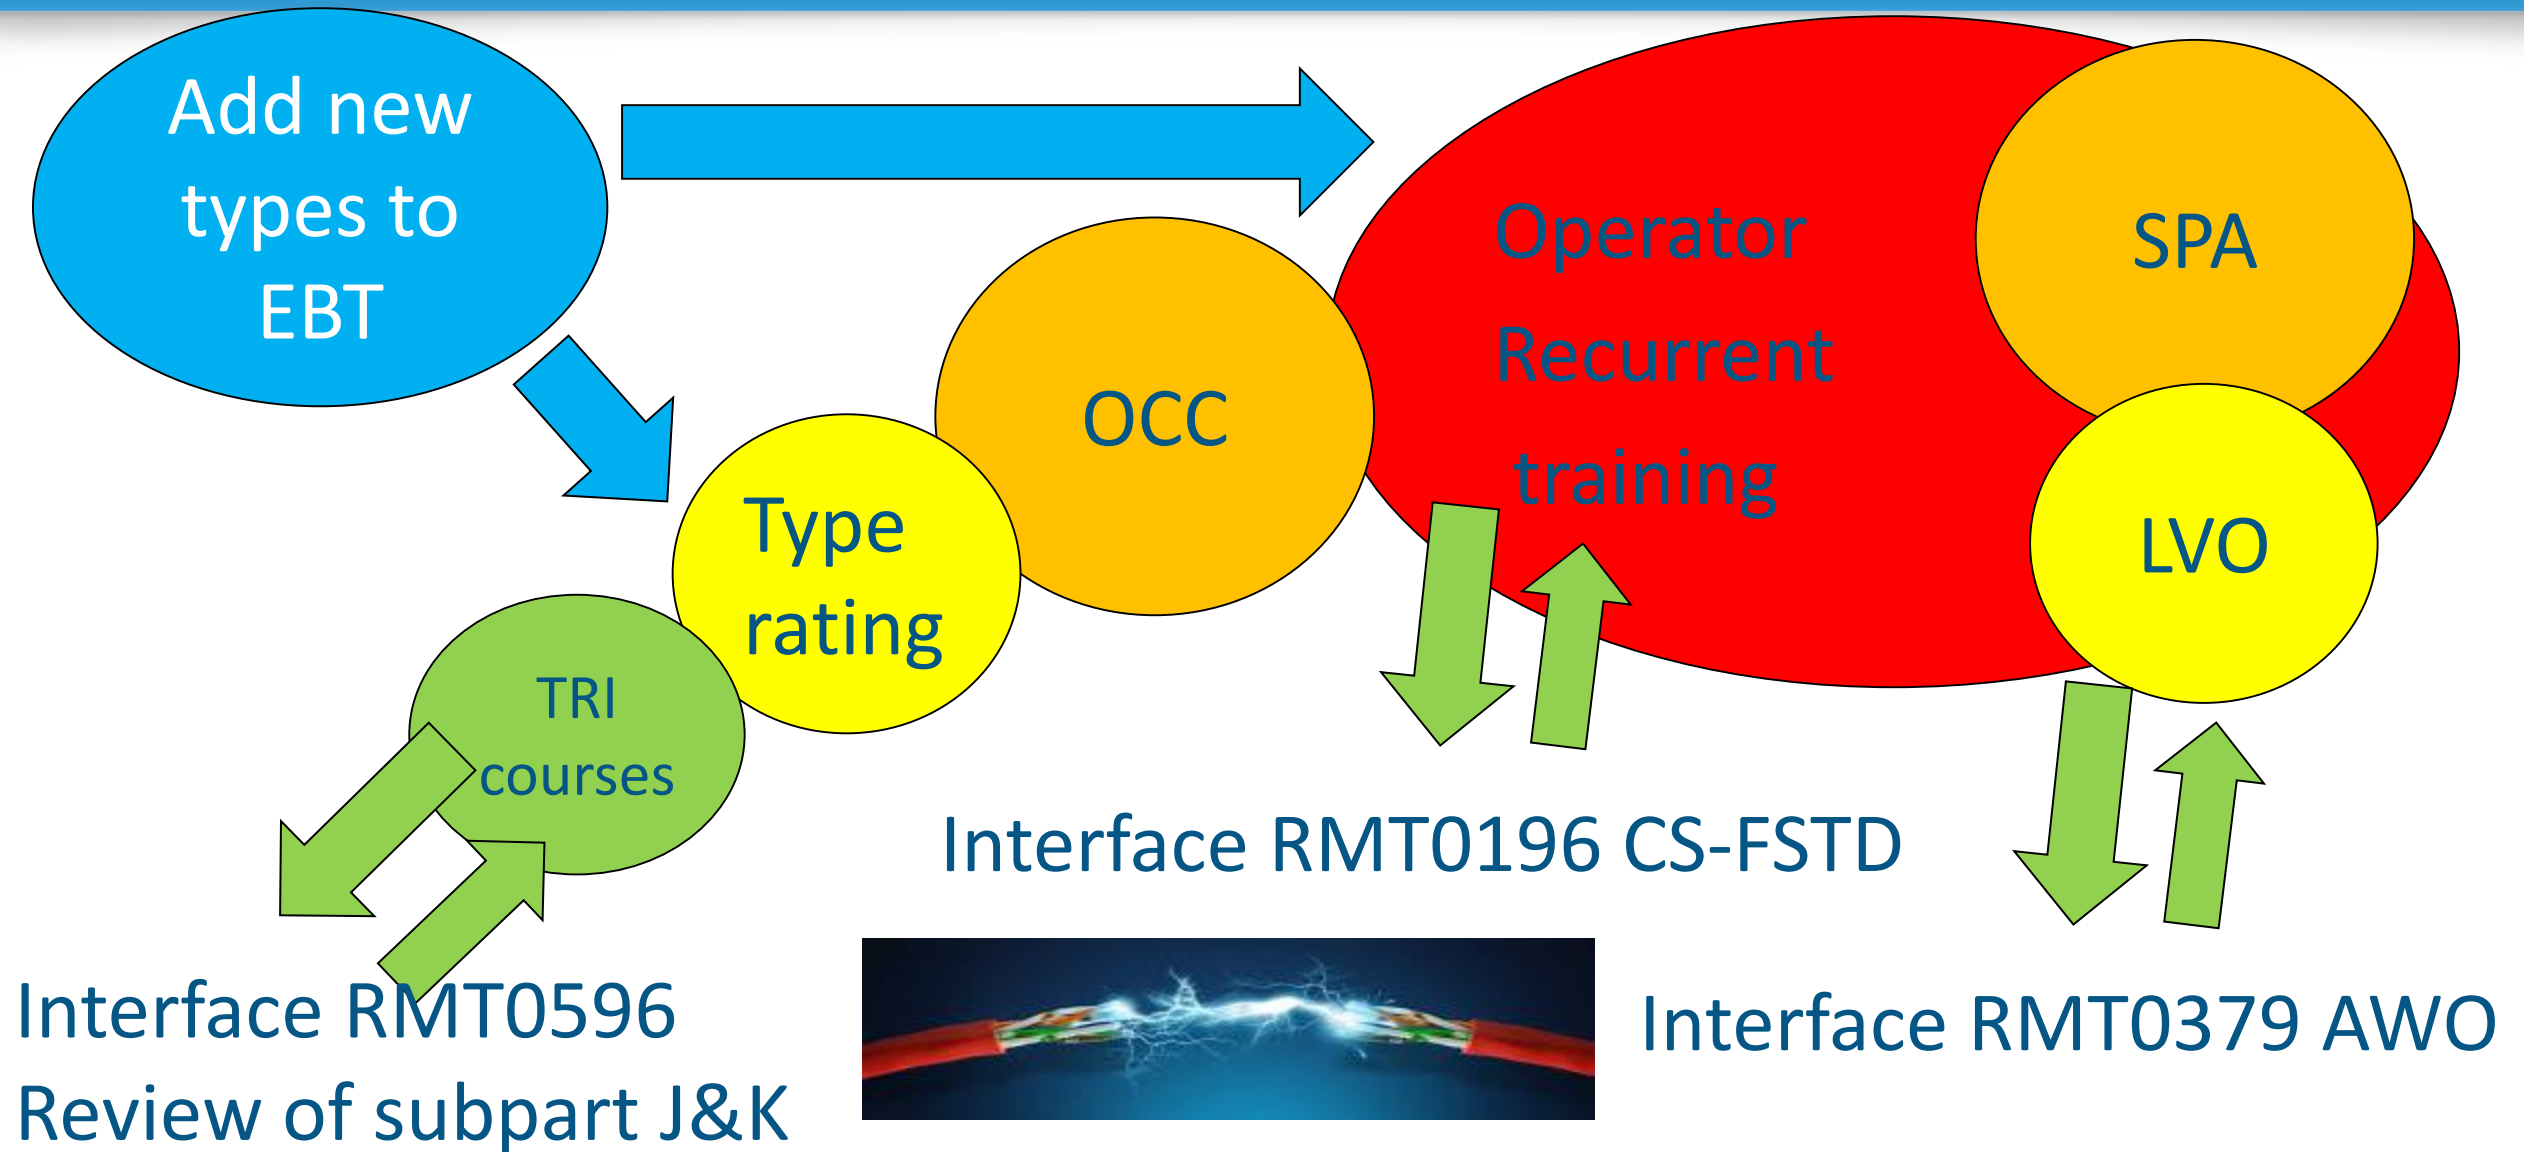 Add new
types to
EBT
Operator
Recurrent
training
SPA
OCC
LVO
Type
rating
TRI
courses
Interface RMT0196 CS-FSTD
Interface RMT0596
Review of subpart J&K
Interface RMT0379 AWO